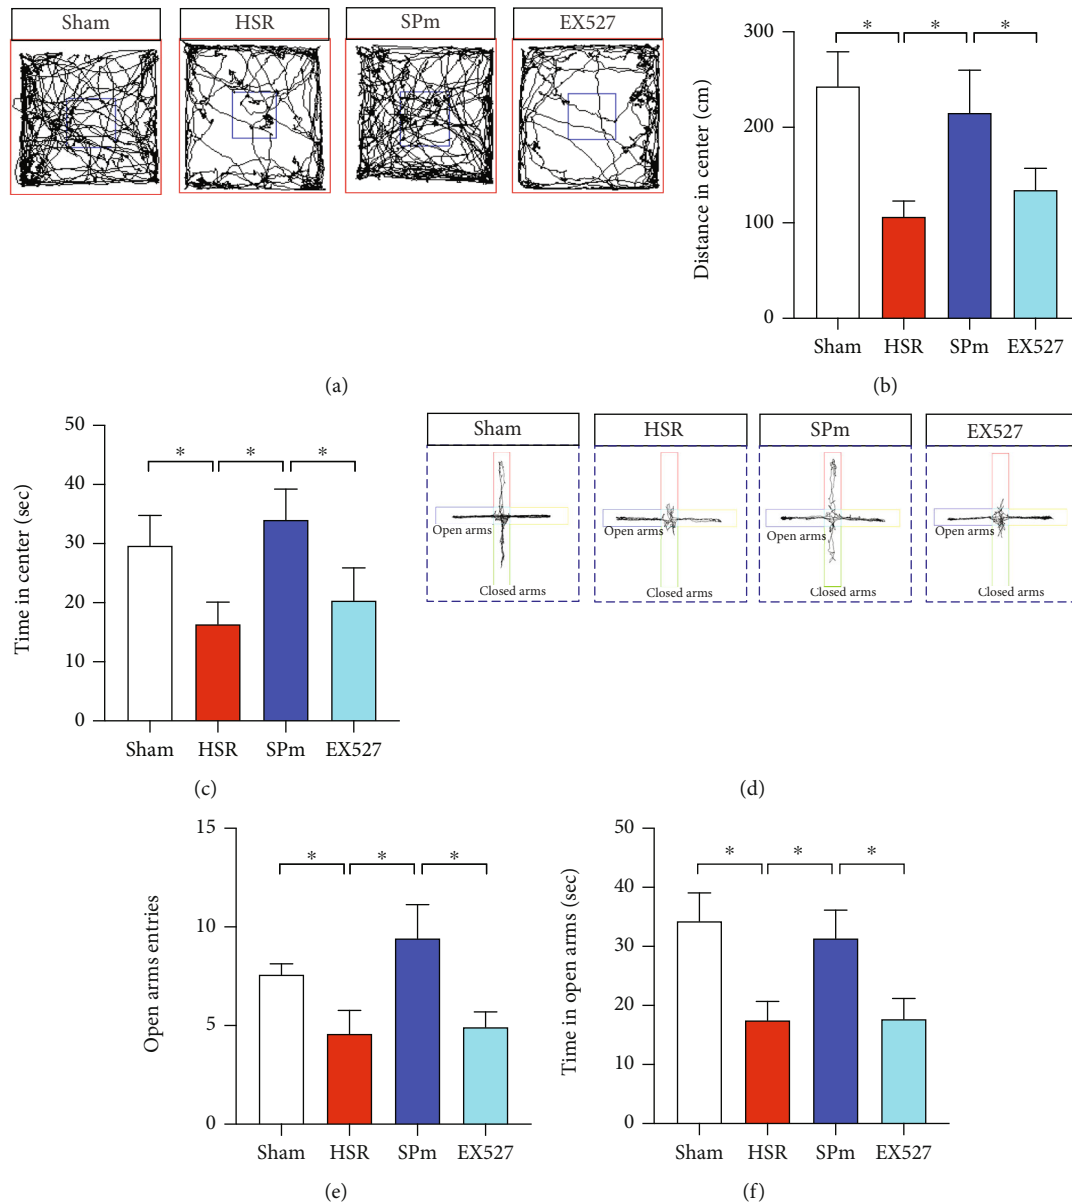 Sham HSR SPm EX527
(a)
* * *
300
200
100
0
Distance in center (cm)
Sham HSR SPm EX527
(b)
* * *
50
40
30
20
10
0
Time in center (sec)
Sham HSR SPm EX527
(c)
Sham HSR SPm EX527
Open arms Open arms Open arms Open arms
Closed arms Closed arms Closed arms Closed arms
(d)
* * *
15
10
5
0
Open arms entries
Sham HSR SPm EX527
(e)
* * *
50
40
30
20
10
0
Time in open arms (sec)
Sham HSR SPm EX527
(f)